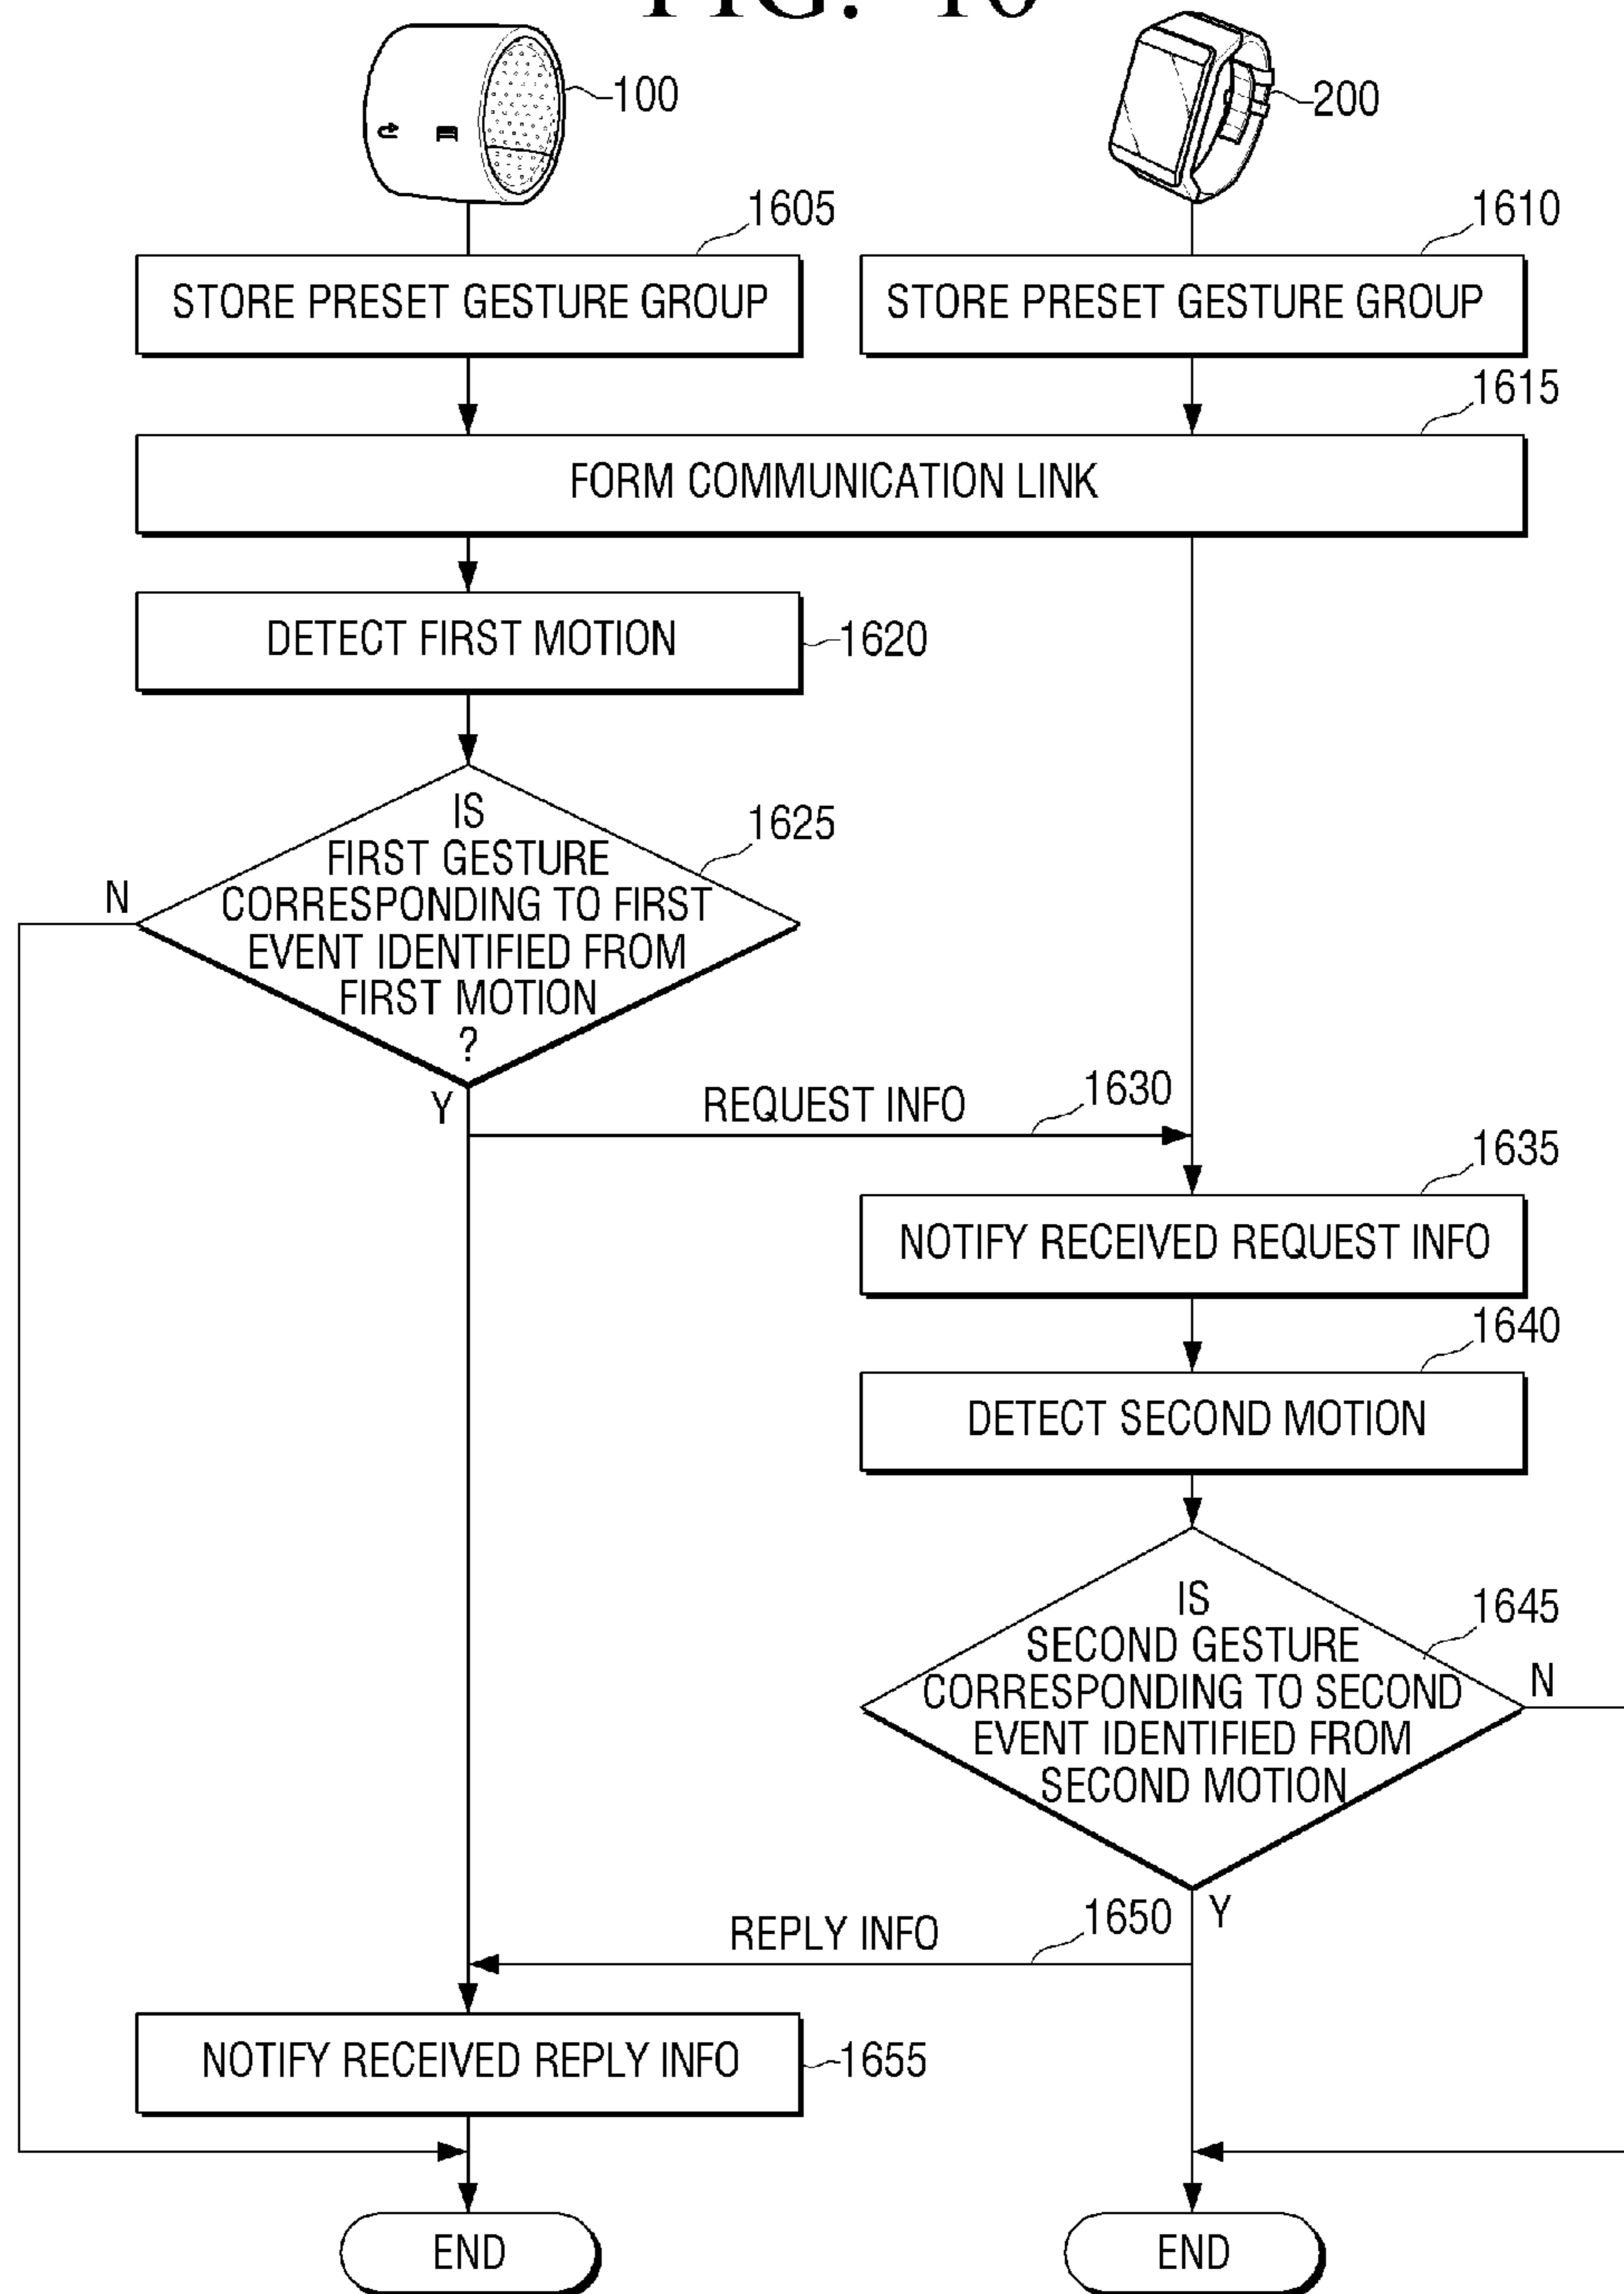 100
200
1605
1610
STORE PRESET GESTURE GROUP
STORE PRESET GESTURE GROUP
1615
FORM COMMUNICATION LINK
DETECT FIRST MOTION
1620
IS
FIRST GESTURE
CORRESPONDING TO FIRST
EVENT IDENTIFIED FROM
FIRST MOTION
?
1625
N
Y
REQUEST INFO
1630
1635
NOTIFY RECEIVED REQUEST INFO
1640
DETECT SECOND MOTION
IS
SECOND GESTURE
CORRESPONDING TO SECOND
EVENT IDENTIFIED FROM
SECOND MOTION
1645
N
Y
REPLY INFO
1650
NOTIFY RECEIVED REPLY INFO
1655
END
END